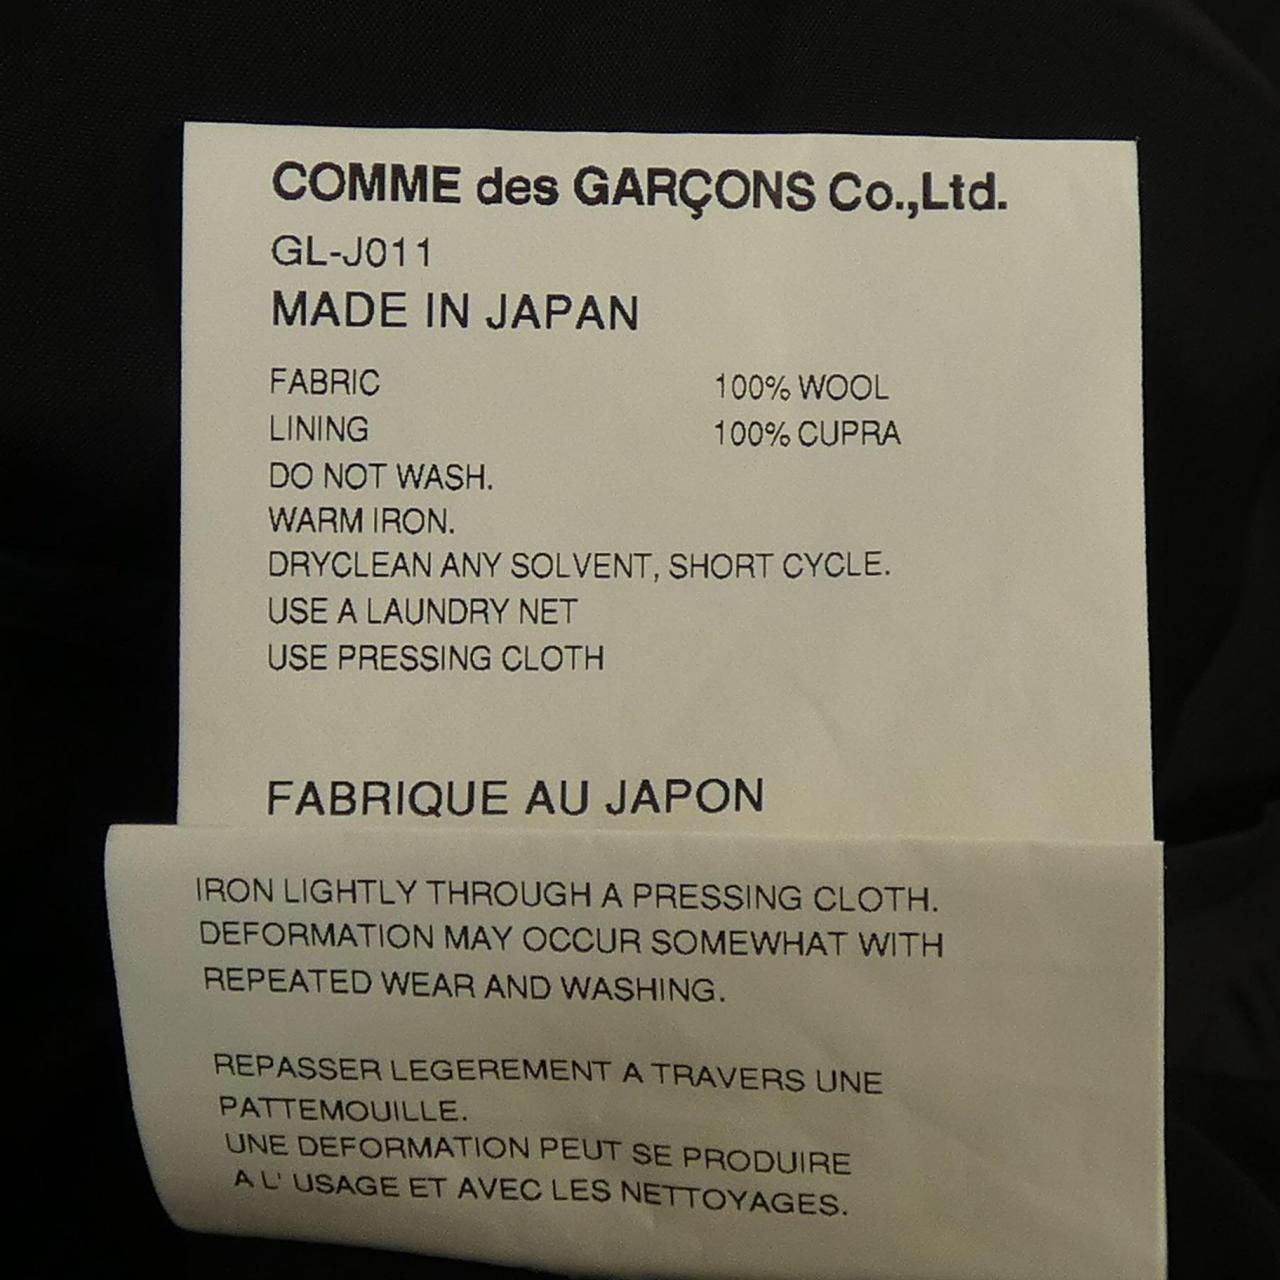 COMME des GARÇONS Co.,Ltd.
GL-J011
MADE IN JAPAN
FABRIC 100% WOOL
LINING 100% CUPRA
DO NOT WASH.
WARM IRON.
DRYCLEAN ANY SOLVENT, SHORT CYCLE.
USE A LAUNDRY NET
USE PRESSING CLOTH
FABRIQUE AU JAPON
IRON LIGHTLY THROUGH A PRESSING CLOTH.
DEFORMATION MAY OCCUR SOMEWHAT WITH
REPEATED WEAR AND WASHING.
REPASSER LEGEREMENT A TRAVERS UNE
PATTEMOUILLE.
UNE DEFORMATION PEUT SE PRODUIRE
A L' USAGE ET AVEC LES NETTOYAGES.